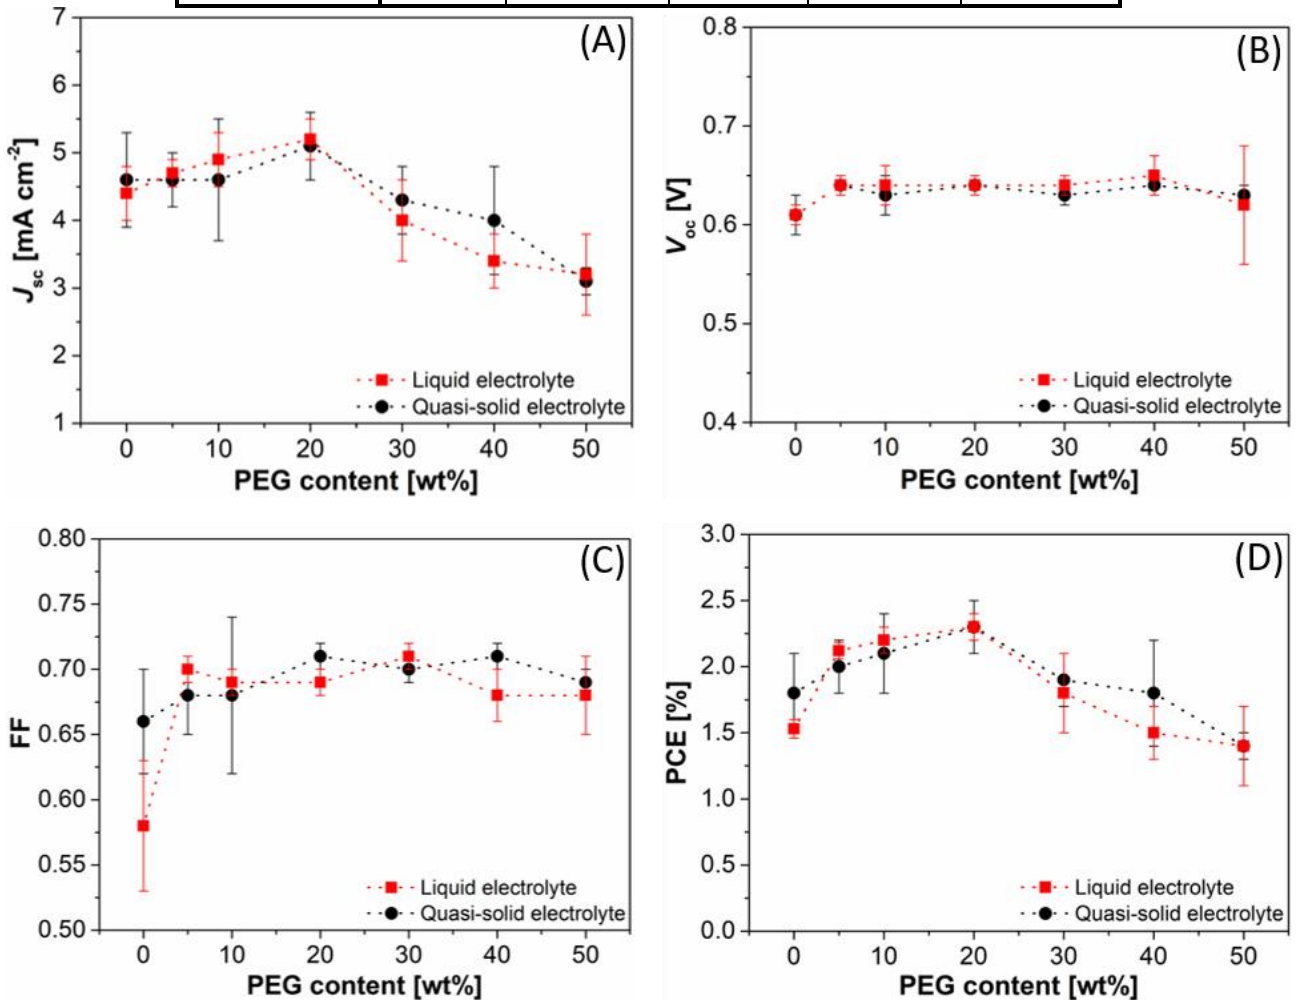 (A)
7
6
5
4
3
2
1
Jsc [mA cm-2]
Liquid electrolyte
Quasi-solid electrolyte
0 10 20 30 40 50
PEG content [wt%]
(B)
0.8
0.7
0.6
0.5
0.4
Voc [V]
Liquid electrolyte
Quasi-solid electrolyte
0 10 20 30 40 50
PEG content [wt%]
(C)
0.80
0.75
0.70
0.65
0.60
0.55
0.50
FF
Liquid electrolyte
Quasi-solid electrolyte
0 10 20 30 40 50
PEG content [wt%]
(D)
3.0
2.5
2.0
1.5
1.0
0.5
0.0
PCE [%]
Liquid electrolyte
Quasi-solid electrolyte
0 10 20 30 40 50
PEG content [wt%]